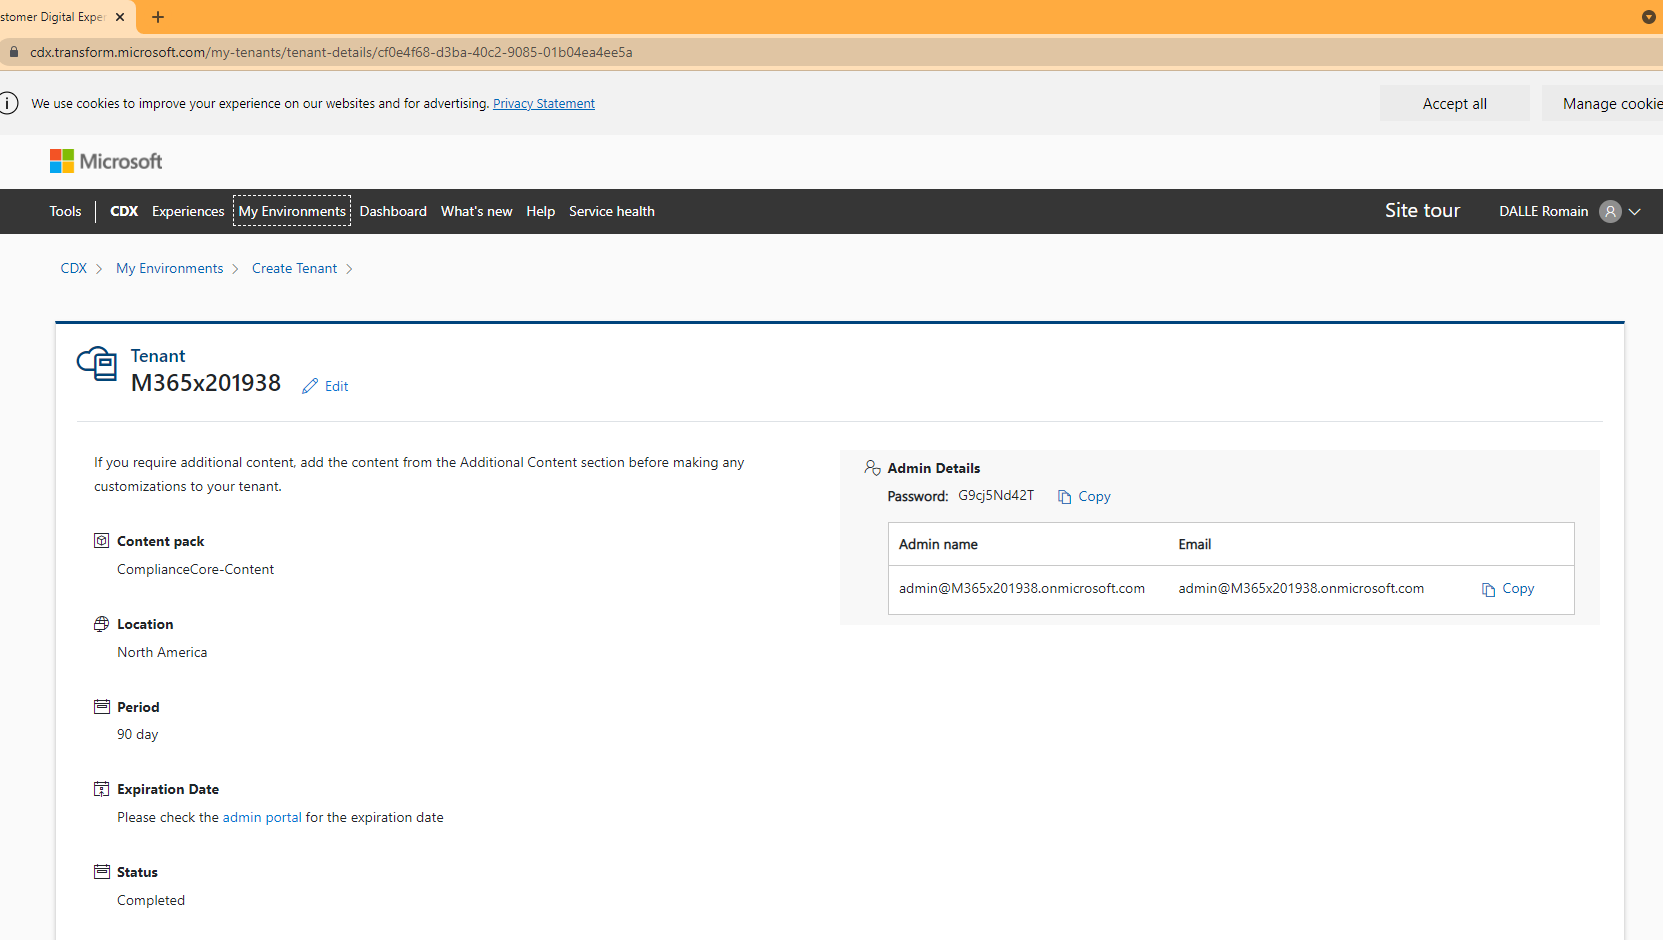 stomer Digital Exper
cdx.transform.microsoft.com/my-tenants/tenant-details/cf0e4f68-d3ba-40c2-9085-01b04ea4ee5a
We use cookies to improve your experience on our websites and for advertising. Privacy Statement
Accept all
Manage cookie
Microsoft
Tools CDX Experiences My Environments Dashboard What's new Help Service health
Site tour
DALLE Romain
CDX > My Environments > Create Tenant >
Tenant
M365x201938
Edit
If you require additional content, add the content from the Additional Content section before making any
customizations to your tenant.
Content pack
ComplianceCore-Content
Location
North America
Period
90 day
Expiration Date
Please check the admin portal for the expiration date
Status
Completed
Admin Details
Password: G9cj5Nd42T Copy
Admin name Email
admin@M365x201938.onmicrosoft.com admin@M365x201938.onmicrosoft.com Copy